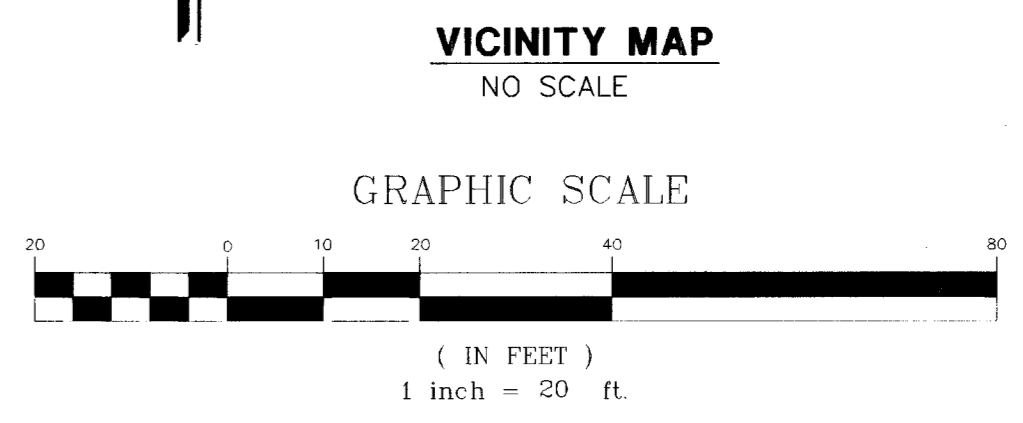 VICINITY MAP
NO SCALE
GRAPHIC SCALE
20 0 10 20 40 80
( IN FEET )
1 inch = 20 ft.